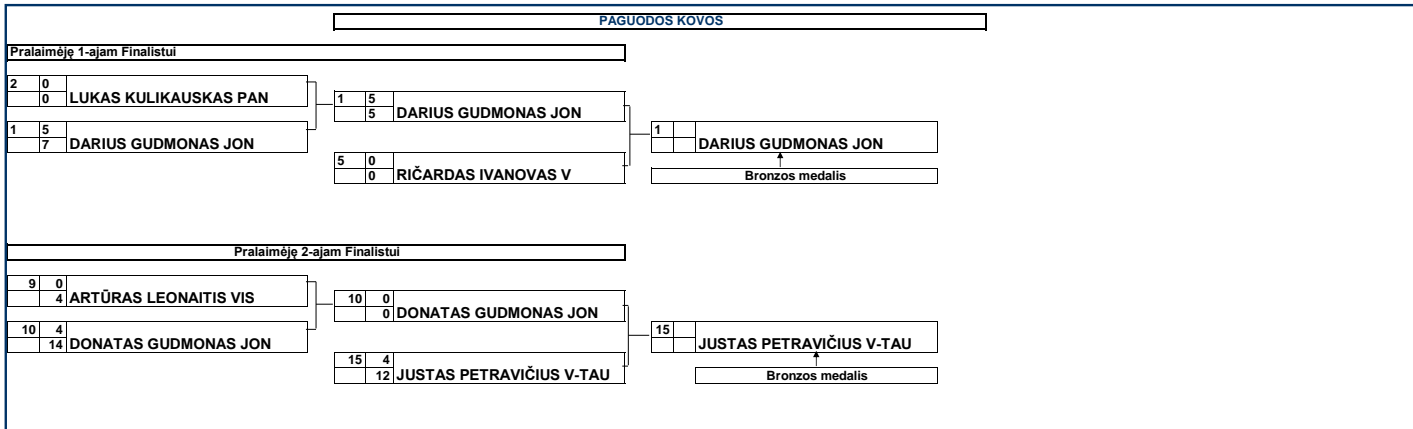 PAGUODOS KOVOS
Pralaimėję 1-ajam Finalistui
2 0
0 LUKAS KULIKAUSKAS PAN
1 5
7 DARIUS GUDMONAS JON
1 5
5 DARIUS GUDMONAS JON
5 0
0 RIČARDAS IVANOVAS V
1
DARIUS GUDMONAS JON
Bronzos medalis
Pralaimėję 2-ajam Finalistui
9 0
4 ARTŪRAS LEONAITIS VIS
10 4
14 DONATAS GUDMONAS JON
10 0
0 DONATAS GUDMONAS JON
15 4
12 JUSTAS PETRAVIČIUS V-TAU
15
JUSTAS PETRAVIČIUS V-TAU
Bronzos medalis